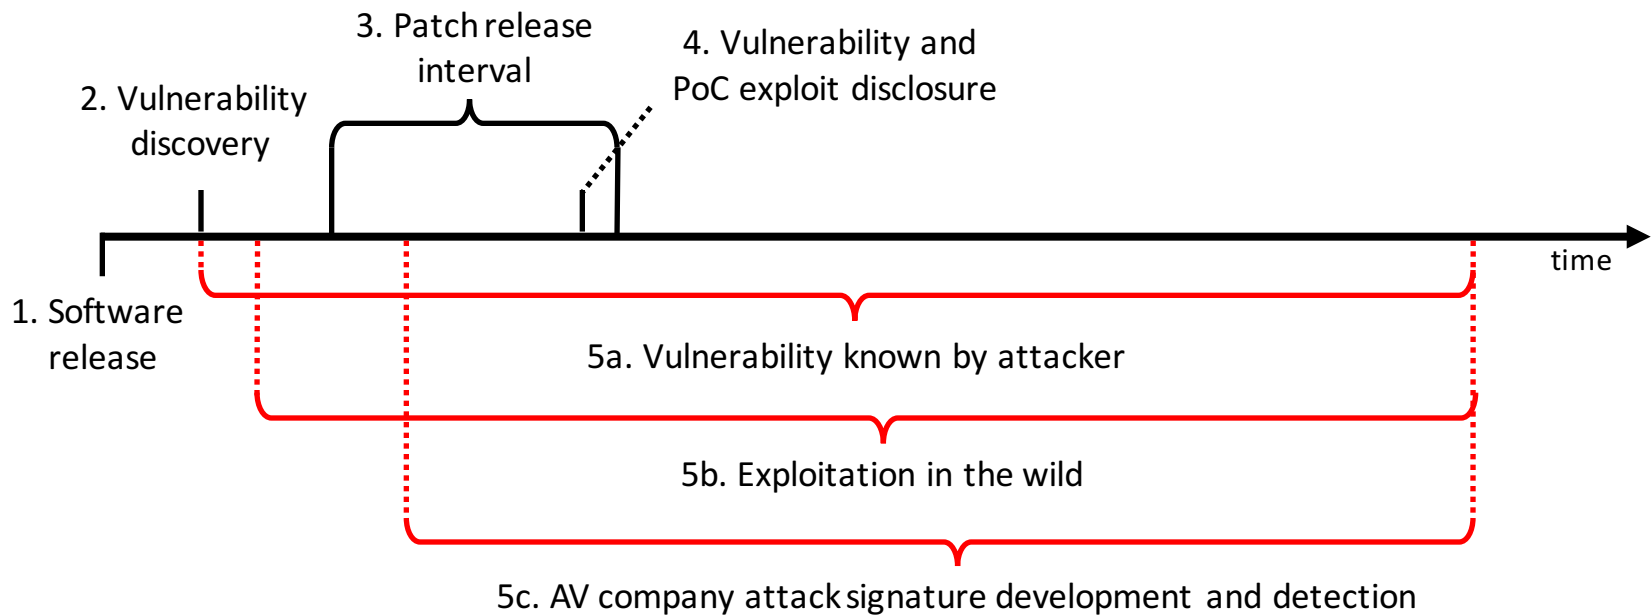 3. Patch release
interval
4. Vulnerability and
PoC exploit disclosure
2. Vulnerability
discovery
time
1. Software
release
5a. Vulnerability known by attacker
5b. Exploitation in the wild
5c. AV company attack signature development and detection